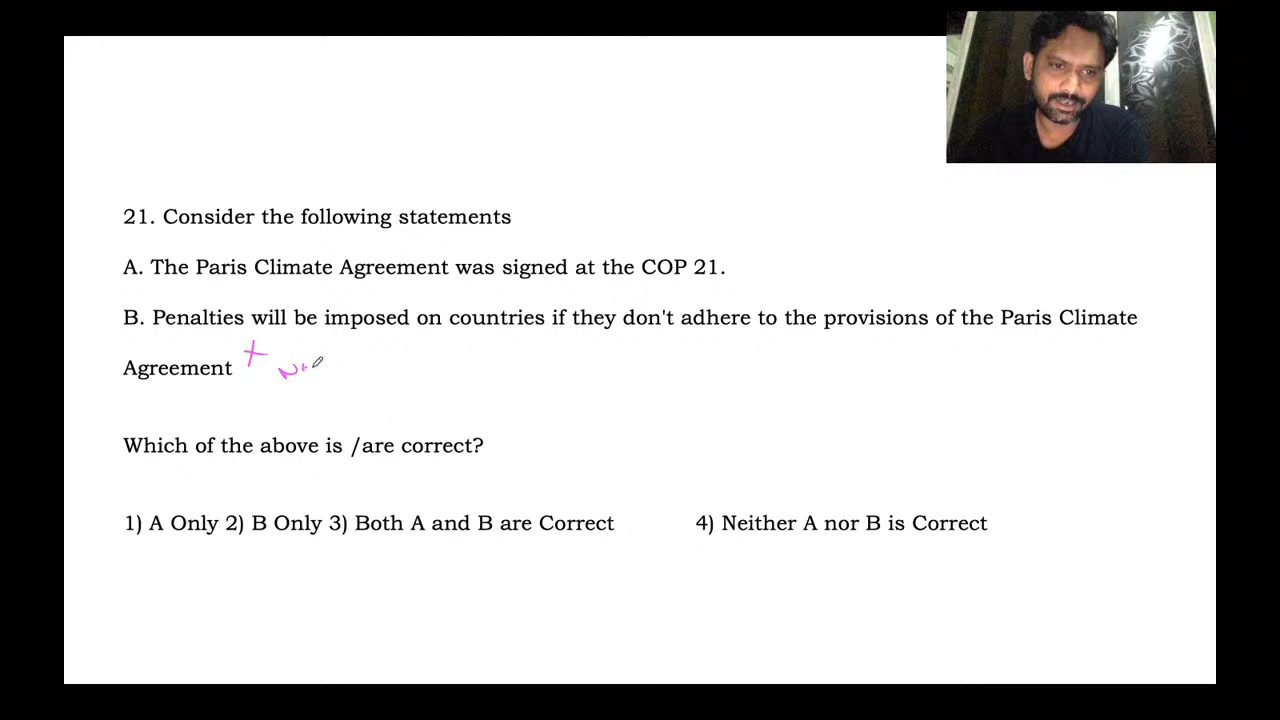 21. Consider the following statements
A. The Paris Climate Agreement was signed at the COP 21.
B. Penalties will be imposed on countries if they don't adhere to the provisions of the Paris Climate
Agreement
Which of the above is /are correct?
1) A Only 2) B Only 3) Both A and B are Correct 4) Neither A nor B is Correct